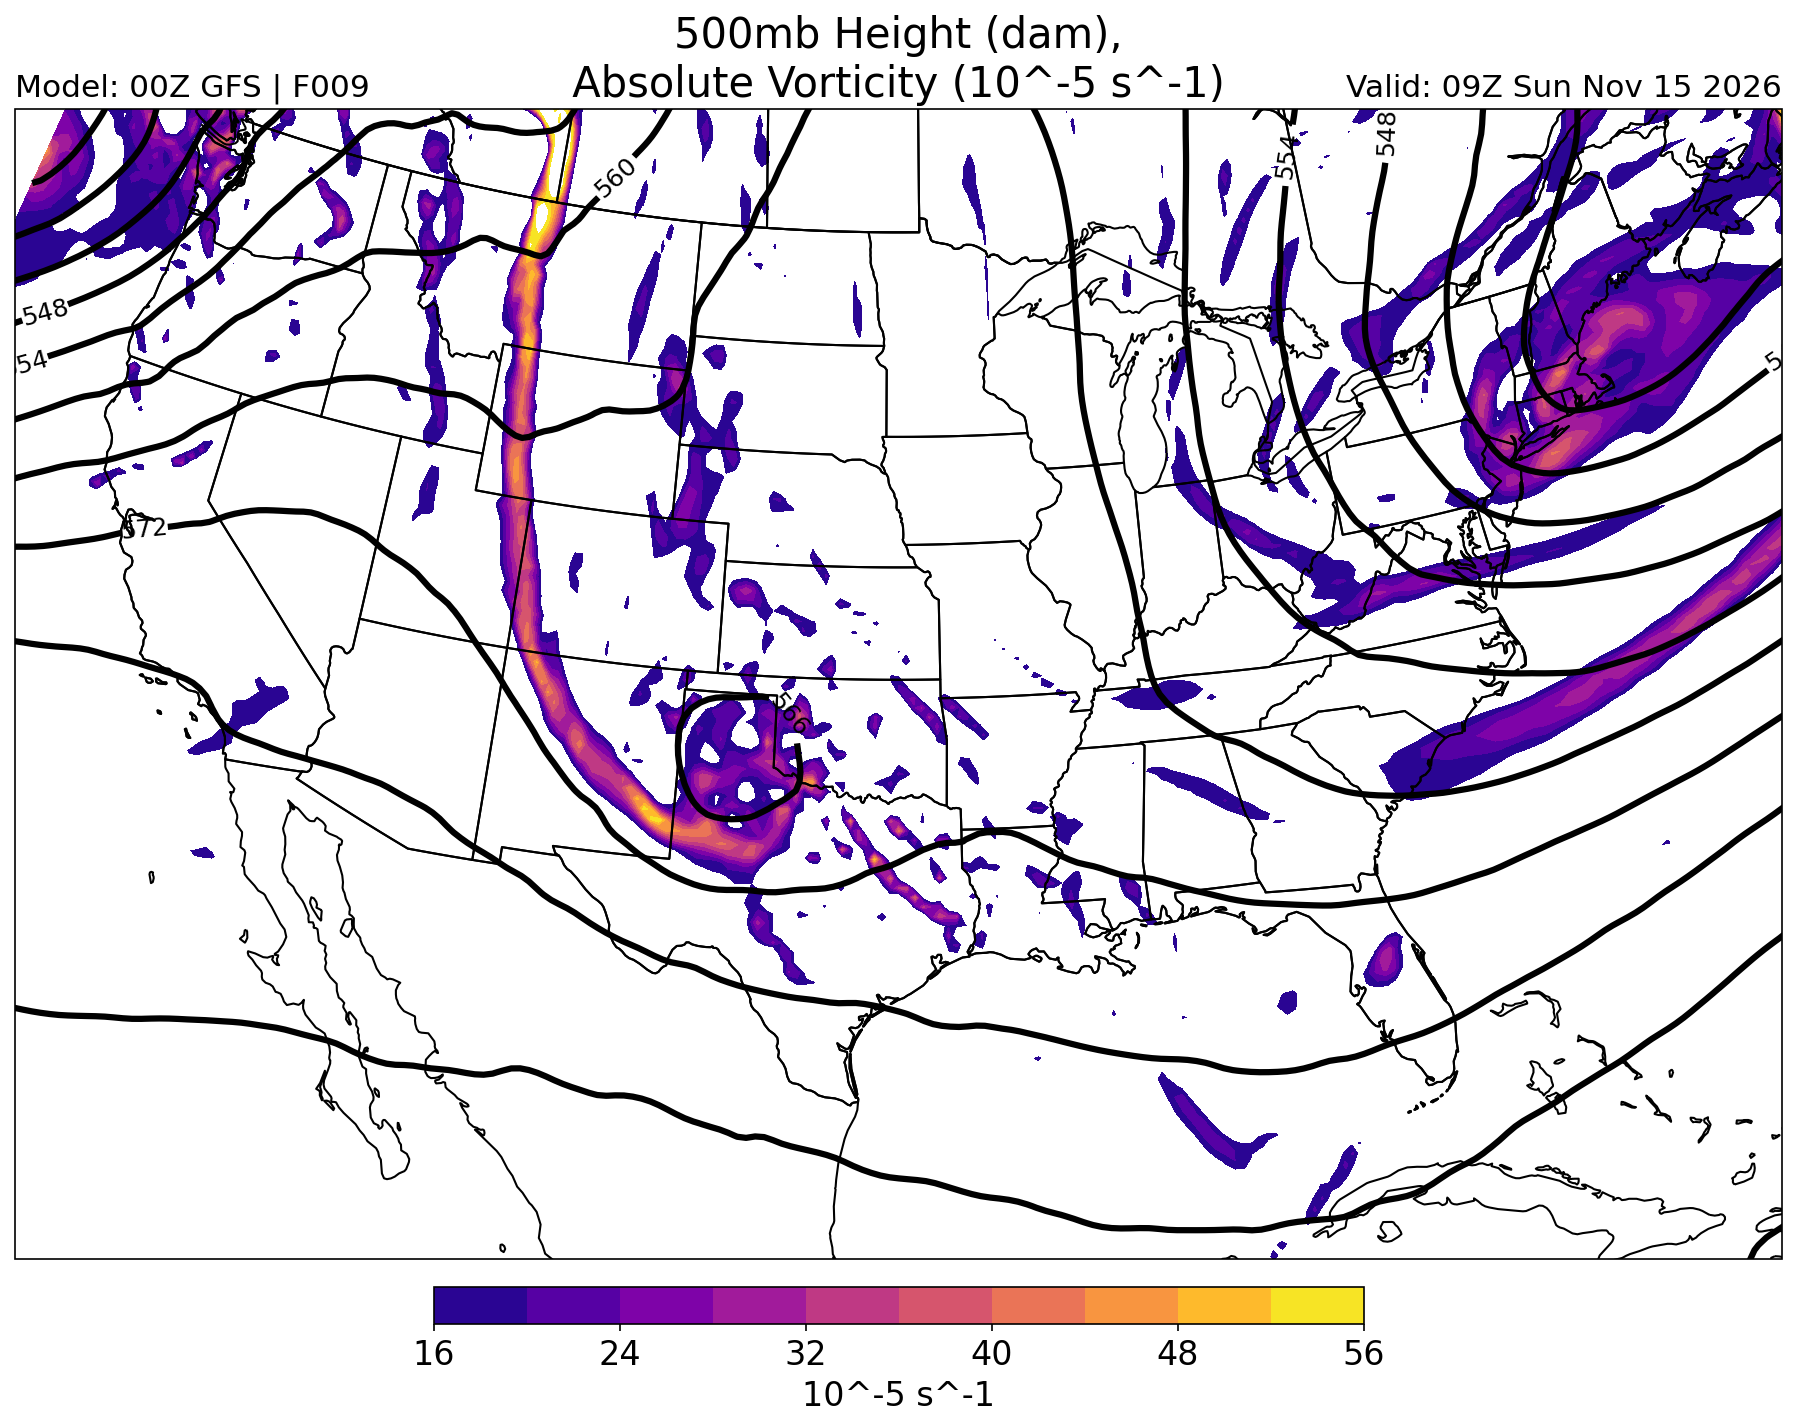 500mb Height (dam),
Absolute Vorticity (10^-5 s^-1)
Model: 00Z GFS | F009
Valid: 09Z Sun Nov 15 2026
560
554
548
548
54
5
572
566
16 24 32 40 48 56
10^-5 s^-1